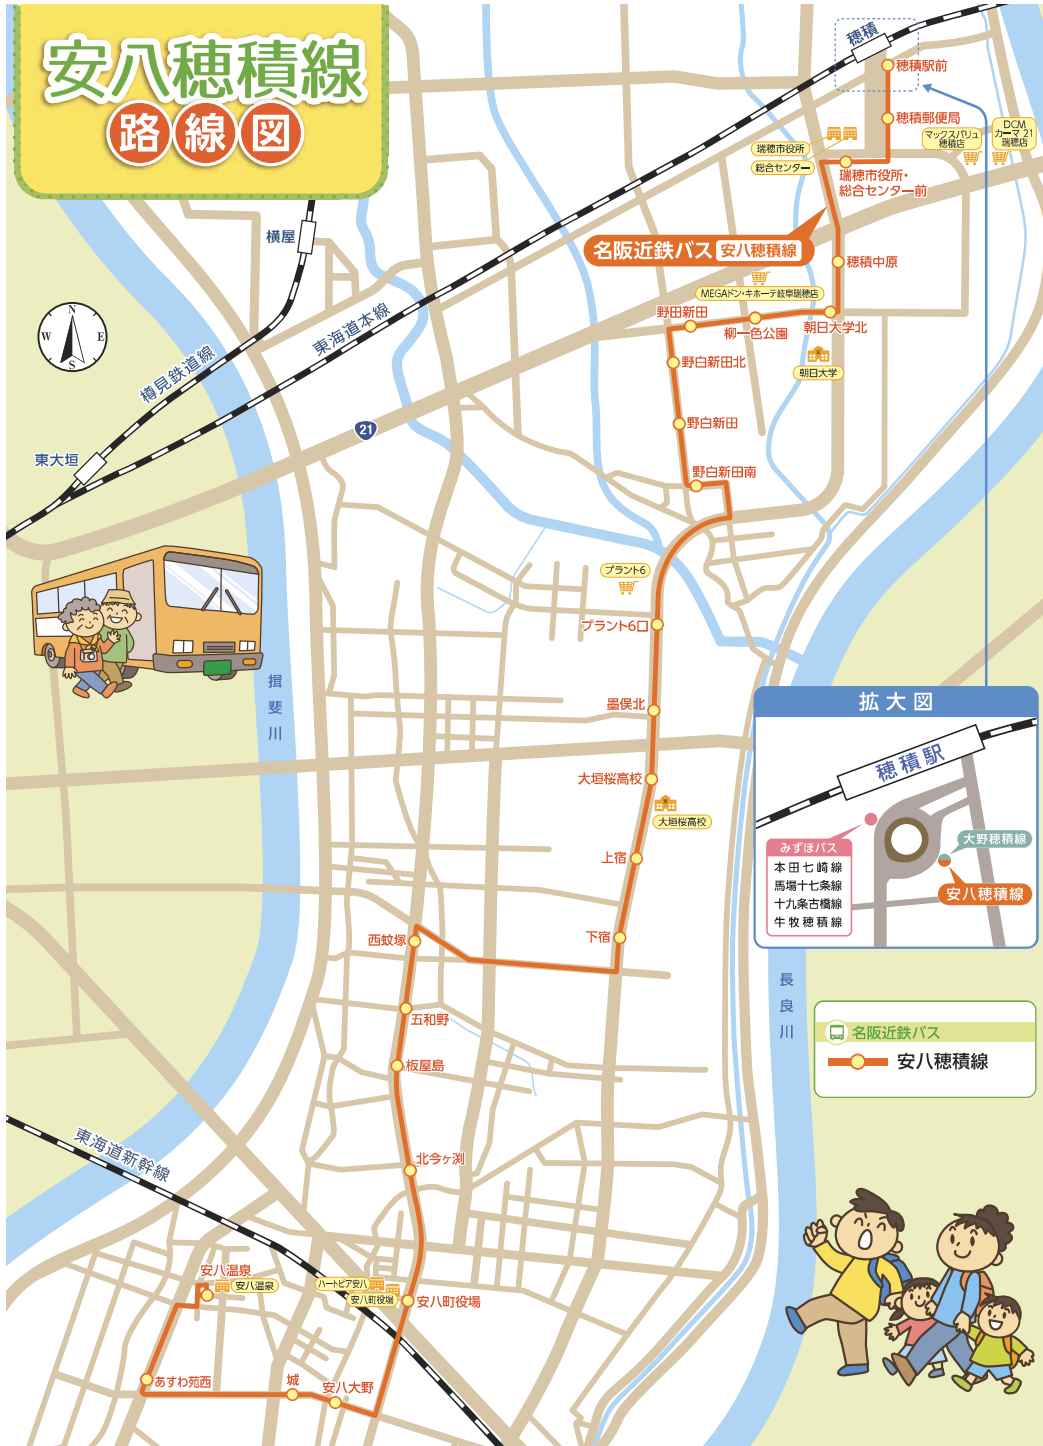 安八穂積線
路線図
穂積
穂積駅前
穂積郵便局
マックスバリュ
穂積店
DCM
カーマ 21
瑞穂店
瑞穂市役所
総合センター
瑞穂市役所・
総合センター前
横屋
名阪近鉄バス 安八穂積線
穂積中原
MEGAドン・キホーテ岐阜瑞穂店
野田新田
柳一色公園
朝日大学北
朝日大学
N
W
E
S
東海道本線
樽見鉄道線
野白新田北
21
野白新田
東大垣
野白新田南
プラント6
プラント6口
揖斐川
墨俣北
大垣桜高校
大垣桜高校
上宿
下宿
拡大図
穂積駅
みずほバス
本田七崎線
馬場十七条線
十九条古橋線
牛牧穂積線
大野穂積線
安八穂積線
西蚊塚
五和野
板屋島
長良川
名阪近鉄バス
安八穂積線
東海道新幹線
北今ヶ渕
安八温泉
安八温泉
ハートピア安八
安八町役場
安八町役場
あすわ苑西
城
安八大野